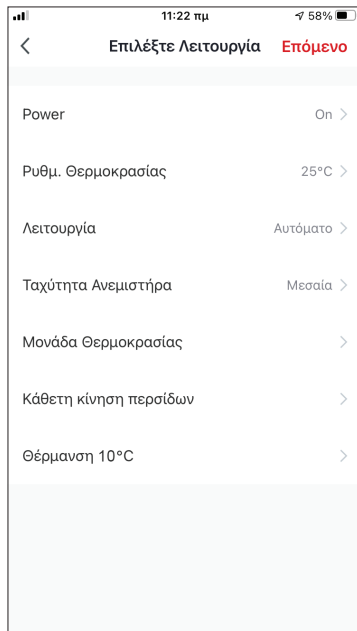 11:22 πμ 58%
Επιλέξτε Λειτουργία Επόμενο
Power On
Ρυθμ. Θερμοκρασίας 25°C
Λειτουργία Αυτόματο
Ταχύτητα Ανεμιστήρα Μεσαία
Μονάδα Θερμοκρασίας
Κάθετη κίνηση περσίδων
Θέρμανση 10°C